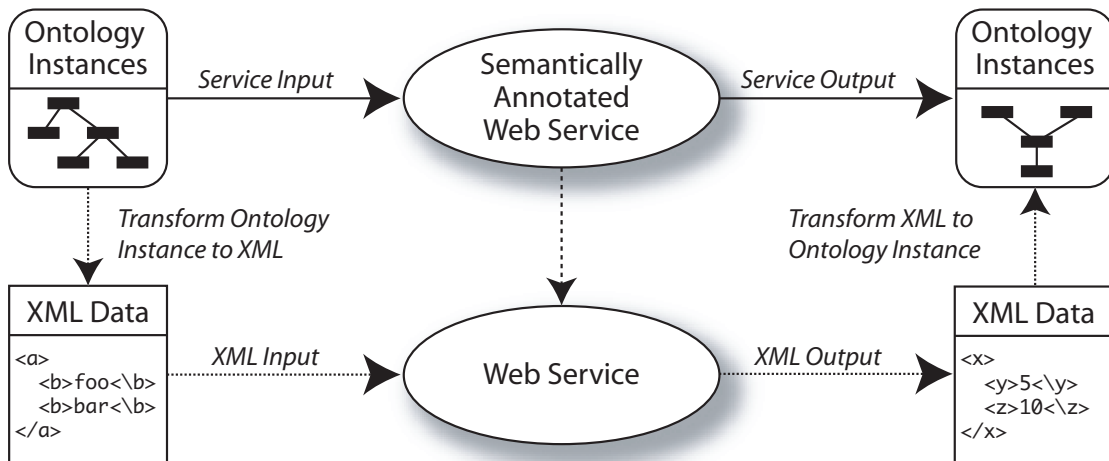 Ontology
Instances
Service Input
Semantically
Annotated
Web Service
Service Output
Ontology
Instances
Transform Ontology
Instance to XML
Transform XML to
Ontology Instance
XML Data
<a>
<b>foo<\b>
<b>bar<\b>
</a>
XML Input
Web Service
XML Output
XML Data
<x>
<y>5<\y>
<z>10<\z>
</x>